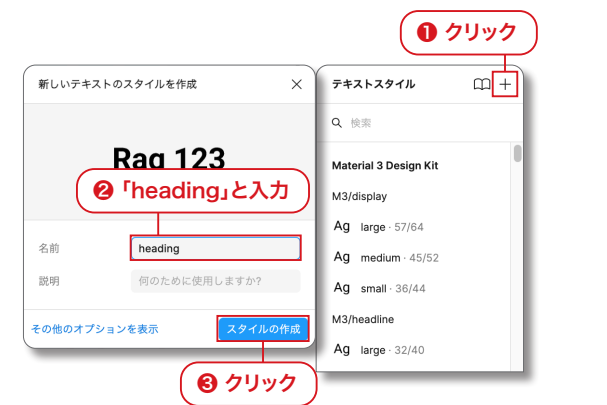 ❶ クリック
新しいテキストのスタイルを作成
テキストスタイル
検索
Rag 123
❷「heading」と入力
名前
heading
説明
何のために使用しますか?
その他のオプションを表示
スタイルの作成
❸ クリック
Material 3 Design Kit
M3/display
Ag large · 57/64
Ag medium · 45/52
Ag small · 36/44
M3/headline
Ag large · 32/40